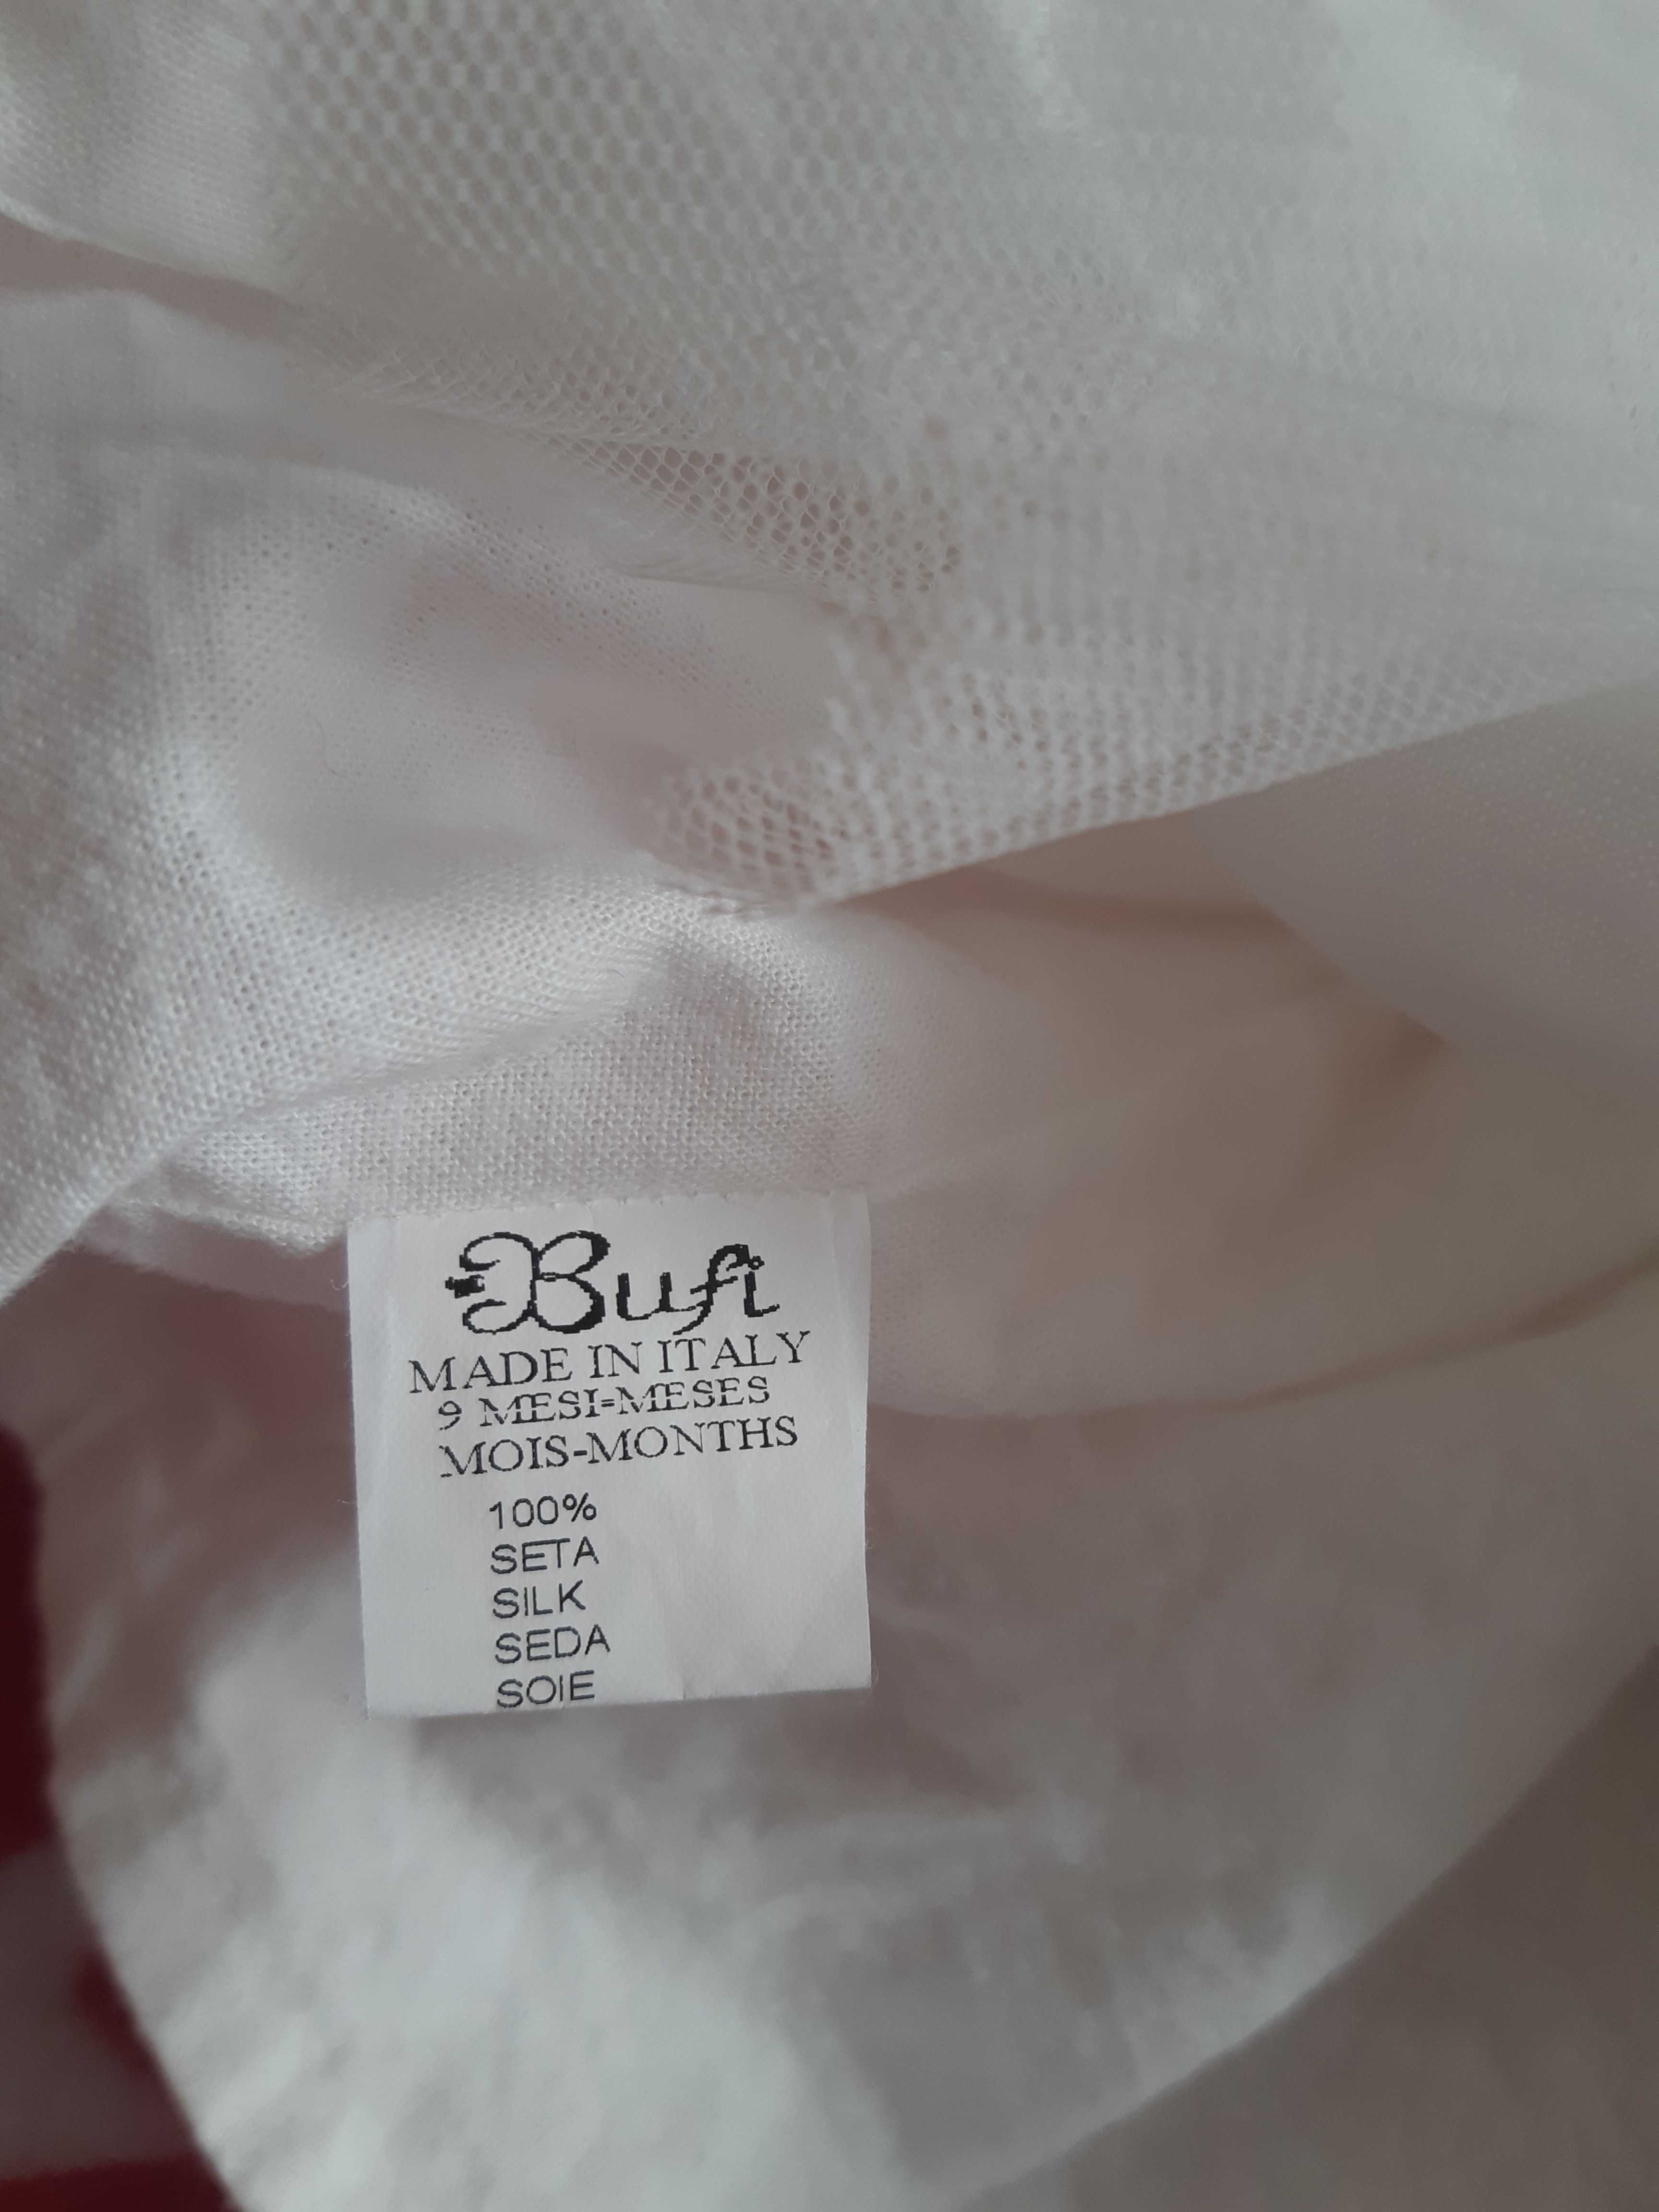 Bufi
MADE IN ITALY
9 MESI=MESES
MOIS-MONTHS
100%
SETA
SILK
SEDA
SOIE